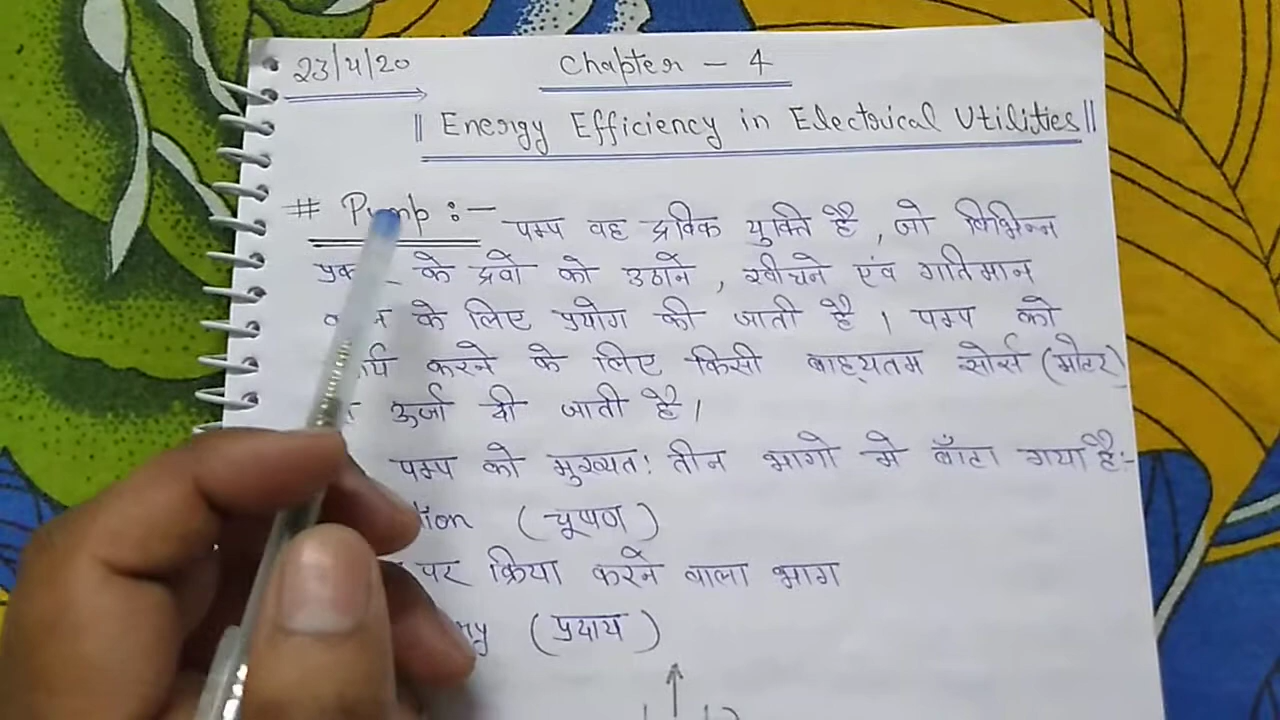 23/4/20 Chapter - 4
|| Energy Efficiency in Electrical Utilities ||
# Pump :- पम्प वह द्रविक युक्ति है, जो विभिन्न
के द्रवो को उठाने, खीचने एवं गतिमान
के लिए प्रयोग की जाती है। पम्प को
करने के लिए किसी बाह्यतम सोर्स (मोटर)
ऊर्जा दी जाती है।
पम्प को मुख्यत: तीन भागो मे बाँटा गया है:-
(चूषण)
पर क्रिया करने वाला भाग
(प्रदाय)